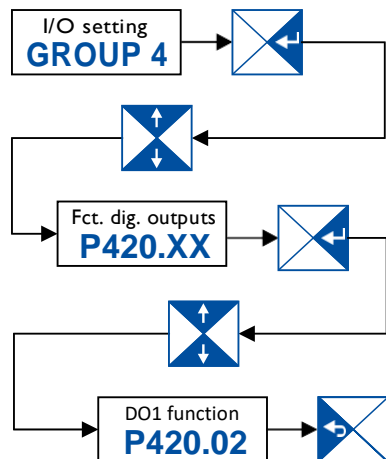 I/O setting
GROUP 4
Fct. dig. outputs
P420.XX
DO1 function
P420.02